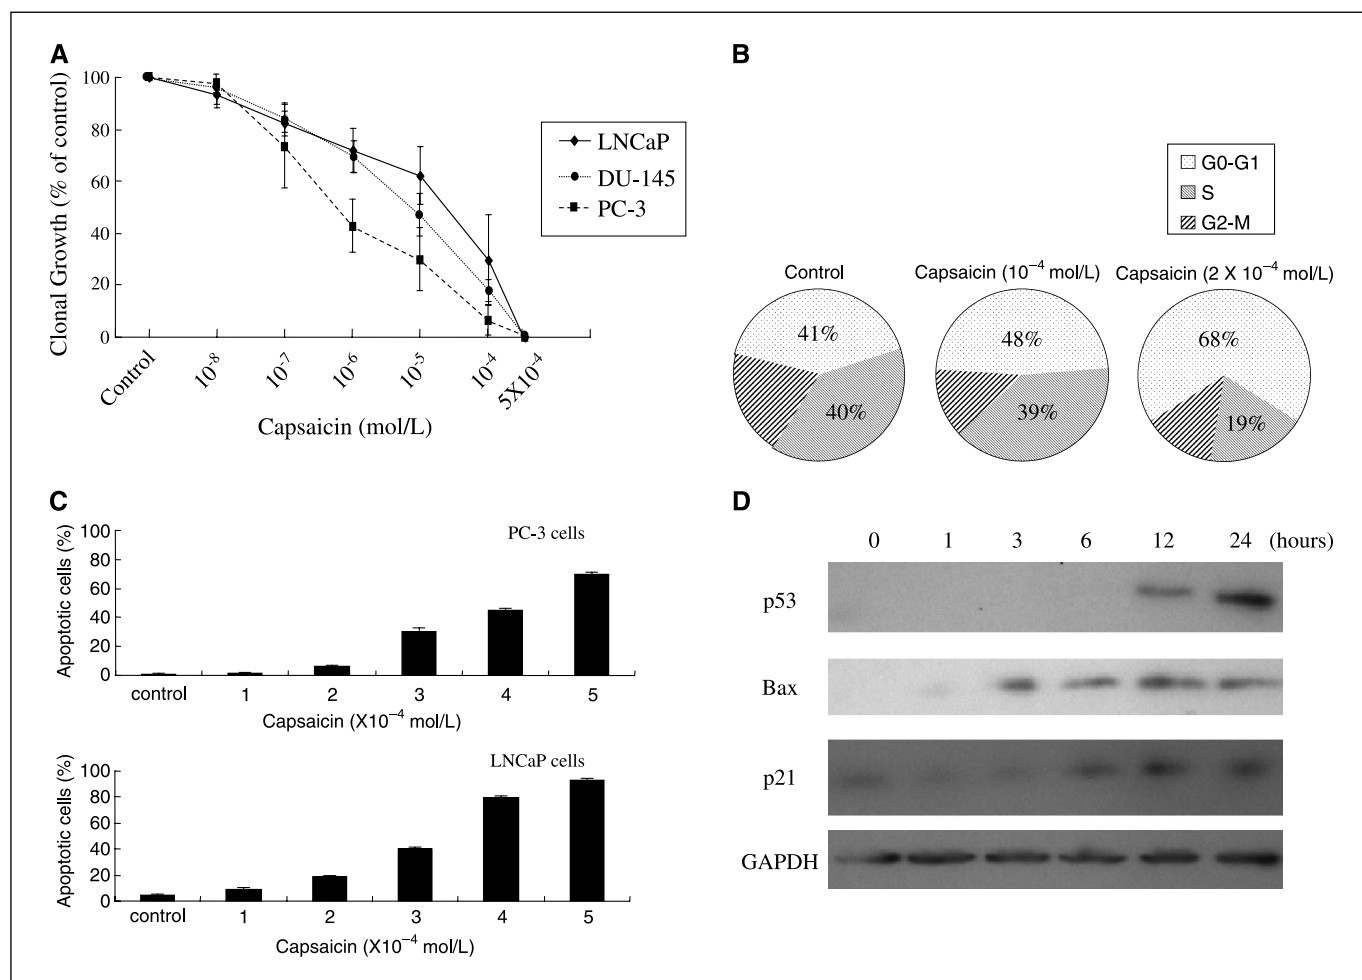 A
Clonal Growth (% of control)
100
80
60
40
20
0
Control
10⁻⁸
10⁻⁷
10⁻⁶
10⁻⁵
10⁻⁴
5X10⁻⁴
Capsaicin (mol/L)
LNCaP
DU-145
PC-3
B
G0-G1
S
G2-M
Control
Capsaicin (10⁻⁴ mol/L)
Capsaicin (2 X 10⁻⁴ mol/L)
41%
40%
48%
39%
68%
19%
C
PC-3 cells
Apoptotic cells (%)
100
80
60
40
20
0
control 1 2 3 4 5
Capsaicin (X10⁻⁴ mol/L)
LNCaP cells
Apoptotic cells (%)
100
80
60
40
20
0
control 1 2 3 4 5
Capsaicin (X10⁻⁴ mol/L)
D
0 1 3 6 12 24 (hours)
p53
Bax
p21
GAPDH